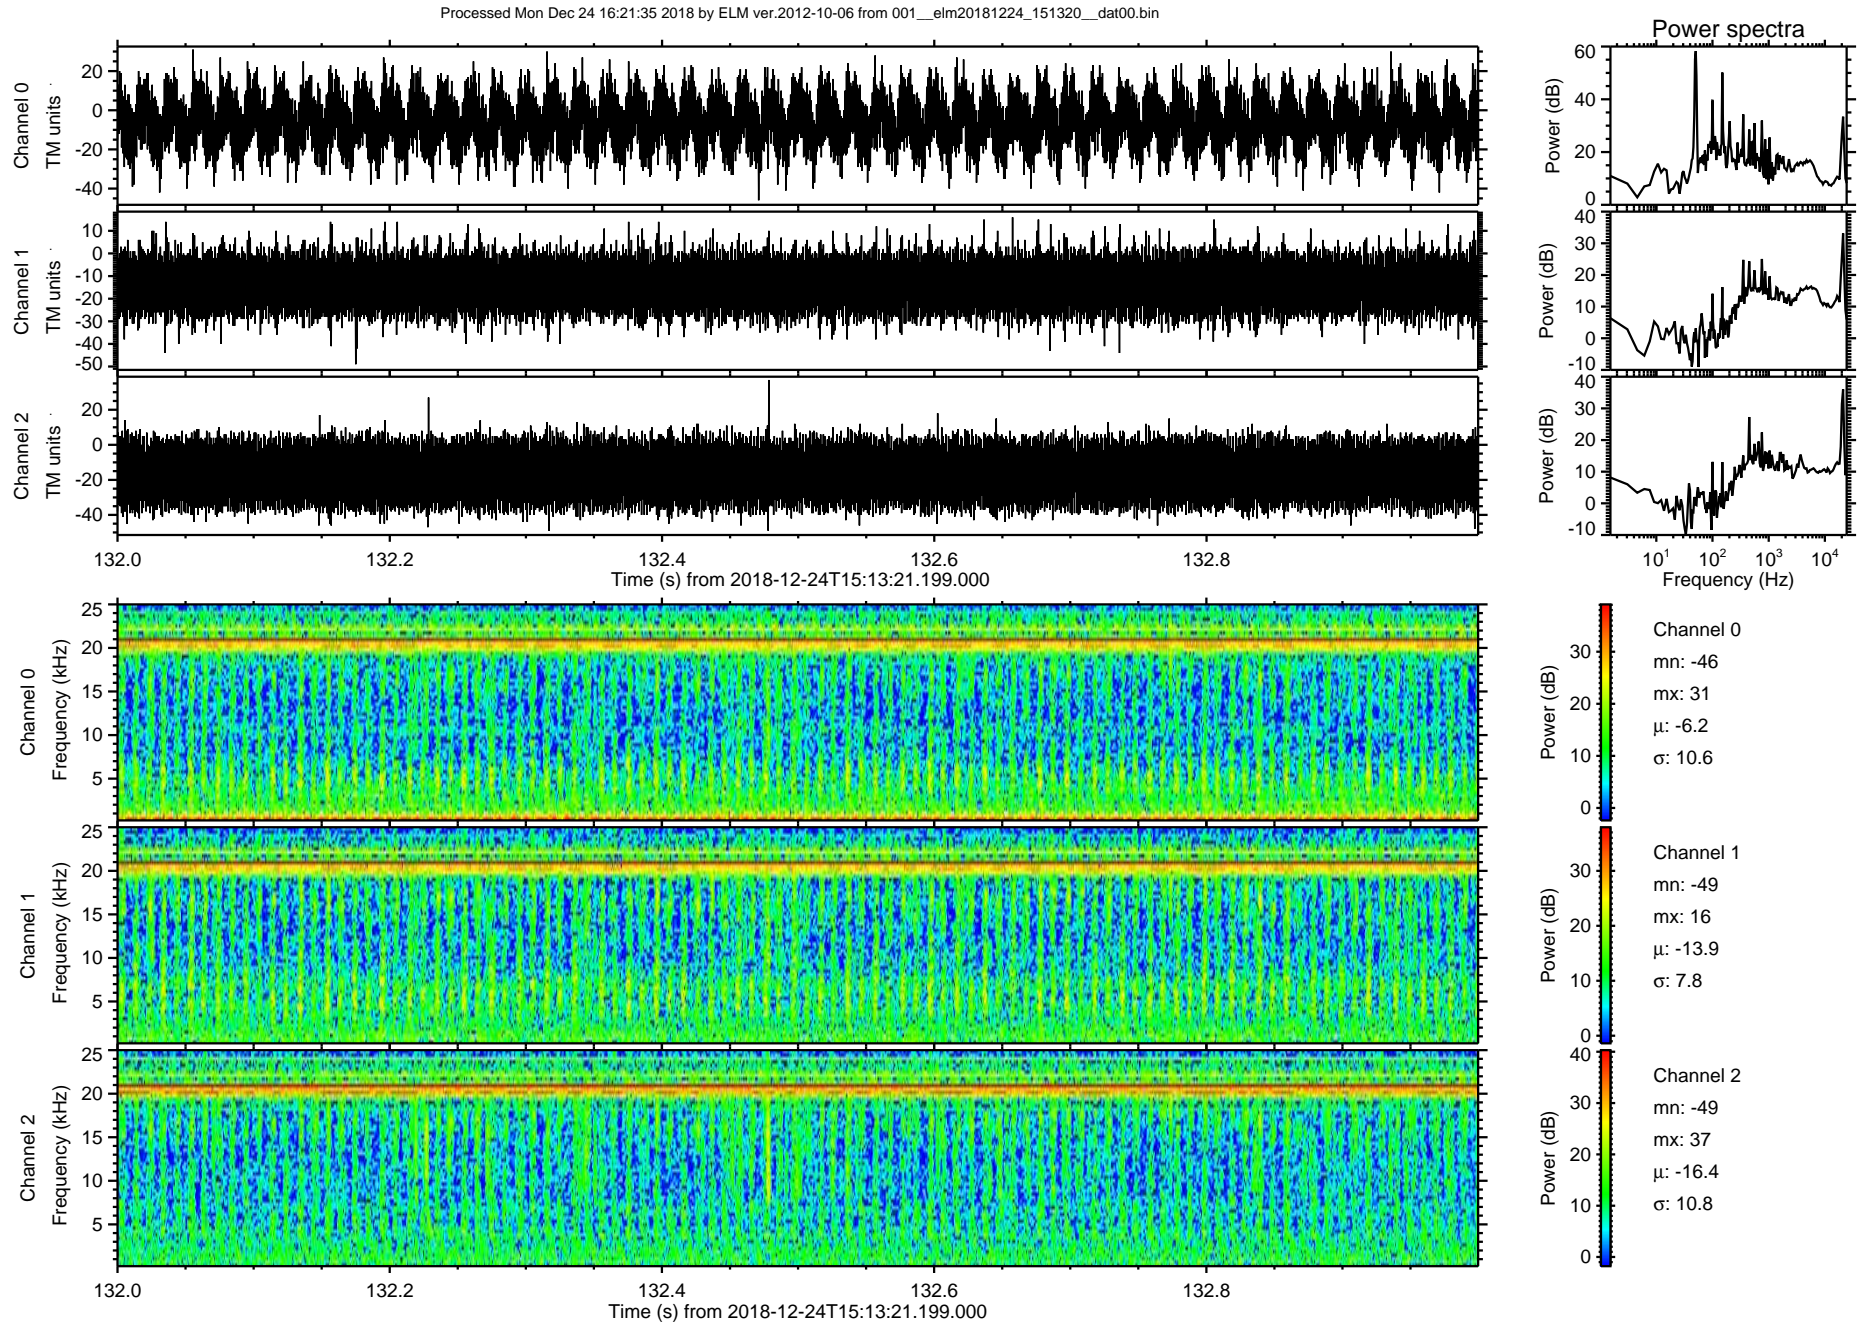 Processed Mon Dec 24 16:21:35 2018 by ELM ver.2012-10-06 from 001__elm20181224_151320__dat00.bin
Power spectra
Channel 0
TM units
20
0
-20
-40
Power (dB)
60
40
20
0
Channel 1
TM units
10
0
-10
-20
-30
-40
-50
Power (dB)
40
30
20
10
0
-10
Channel 2
TM units
20
0
-20
-40
Power (dB)
40
30
20
10
0
-10
132.0 132.2 132.4 132.6 132.8
Time (s) from 2018-12-24T15:13:21.199.000
10¹ 10² 10³ 10⁴
Frequency (Hz)
Channel 0
Frequency (kHz)
25
20
15
10
5
Power (dB)
30
20
10
0
Channel 0
mn: -46
mx: 31
μ: -6.2
σ: 10.6
Channel 1
Frequency (kHz)
25
20
15
10
5
Power (dB)
30
20
10
0
Channel 1
mn: -49
mx: 16
μ: -13.9
σ: 7.8
Channel 2
Frequency (kHz)
25
20
15
10
5
Power (dB)
40
30
20
10
0
Channel 2
mn: -49
mx: 37
μ: -16.4
σ: 10.8
132.0 132.2 132.4 132.6 132.8
Time (s) from 2018-12-24T15:13:21.199.000